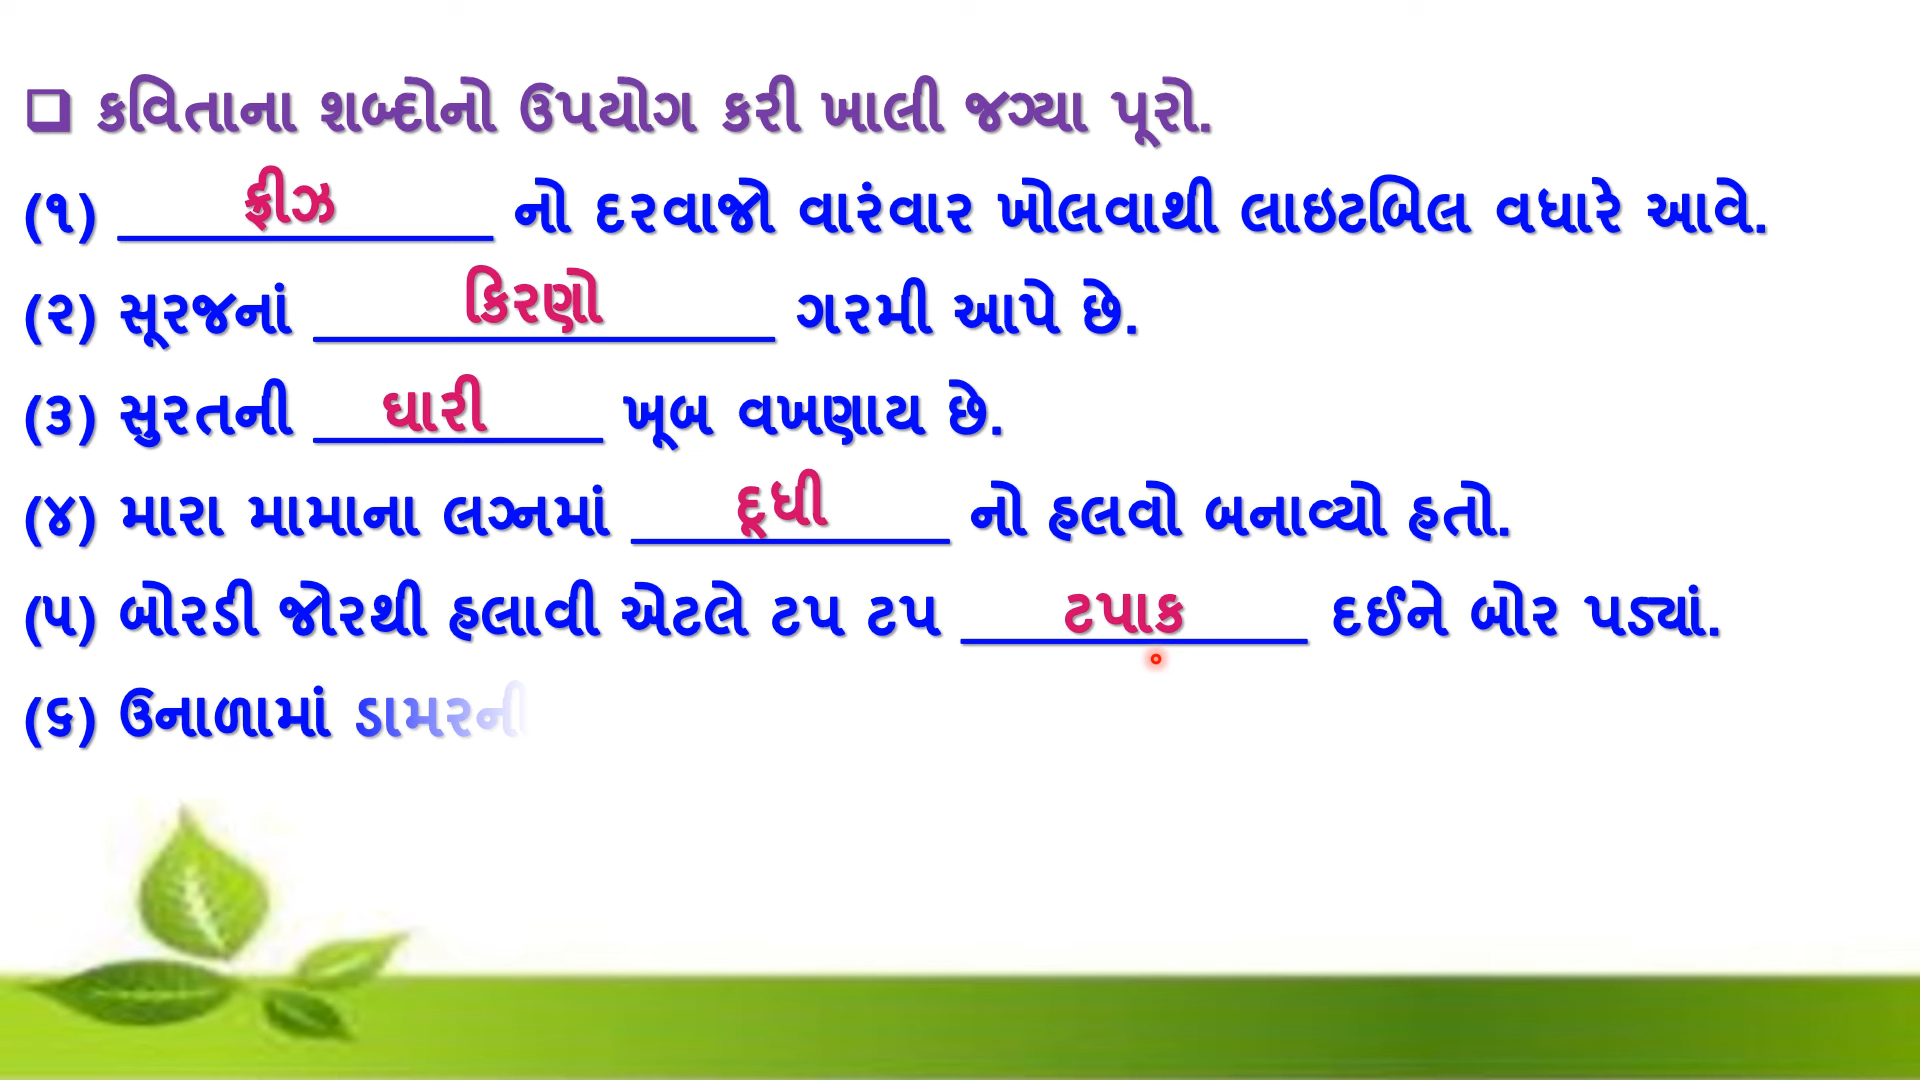 ❑ કવિતાના શબ્દોનો ઉપયોગ કરી ખાલી જગ્યા પૂરો.
(૧) ફ્રીઝ નો દરવાજો વારંવાર ખોલવાથી લાઇટબિલ વધારે આવે.
(૨) સૂરજનાં કિરણો ગરમી આપે છે.
(૩) સુરતની ઘારી ખૂબ વખણાય છે.
(૪) મારા મામાના લગ્નમાં દૂધી નો હલવો બનાવ્યો હતો.
(૫) બોરડી જોરથી હલાવી એટલે ટપ ટપ ટપાક દઈને બોર પડ્યાં.
(૬) ઉનાળામાં ડામરની